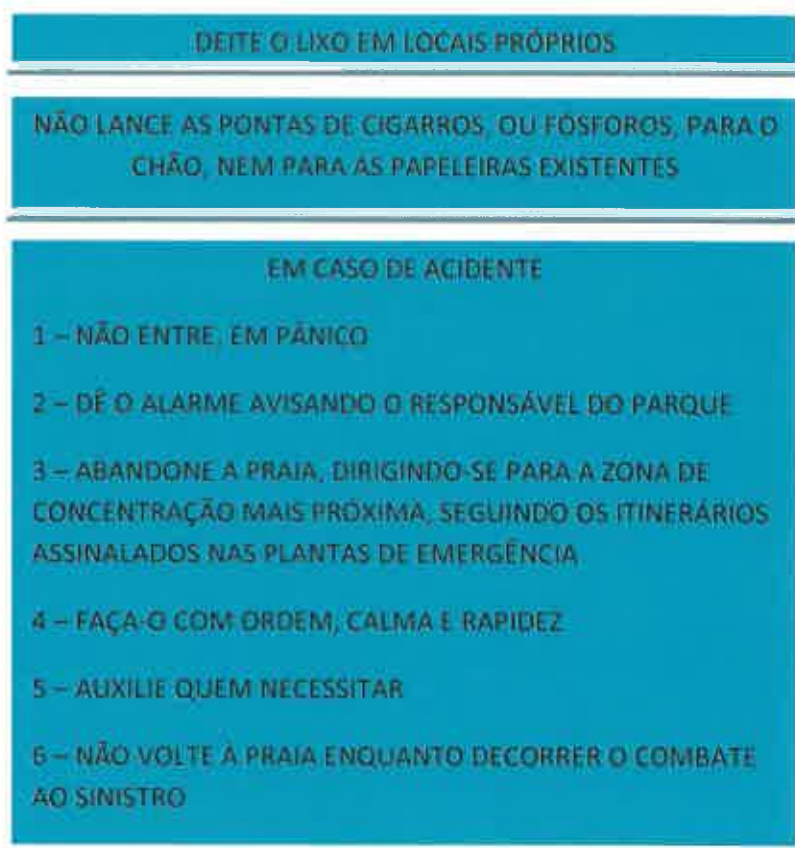 DEITE O LIXO EM LOCAIS PRÓPRIOS
NÃO LANCE AS PONTAS DE CIGARROS, OU FÓSFOROS, PARA O
CHÃO, NEM PARA AS PAPELEIRAS EXISTENTES
EM CASO DE ACIDENTE
1 – NÃO ENTRE, EM PÂNICO
2 – DÊ O ALARME AVISANDO O RESPONSÁVEL DO PARQUE
3 – ABANDONE A PRAIA, DIRIGINDO-SE PARA A ZONA DE
CONCENTRAÇÃO MAIS PRÓXIMA, SEGUINDO OS ITINERÁRIOS
ASSINALADOS NAS PLANTAS DE EMERGÊNCIA
4 – FAÇA-O COM ORDEM, CALMA E RAPIDEZ
5 – AUXILIE QUEM NECESSITAR
6 – NÃO VOLTE À PRAIA ENQUANTO DECORRER O COMBATE
AO SINISTRO